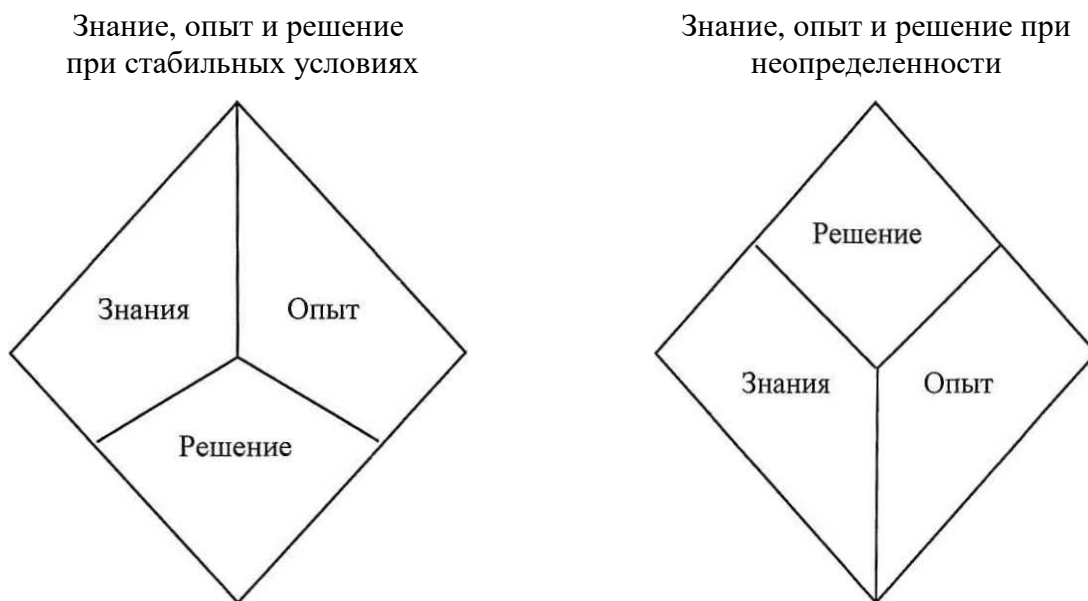 Знание, опыт и решение
при стабильных условиях
Знания
Опыт
Решение
Знание, опыт и решение при
неопределенности
Решение
Знания
Опыт